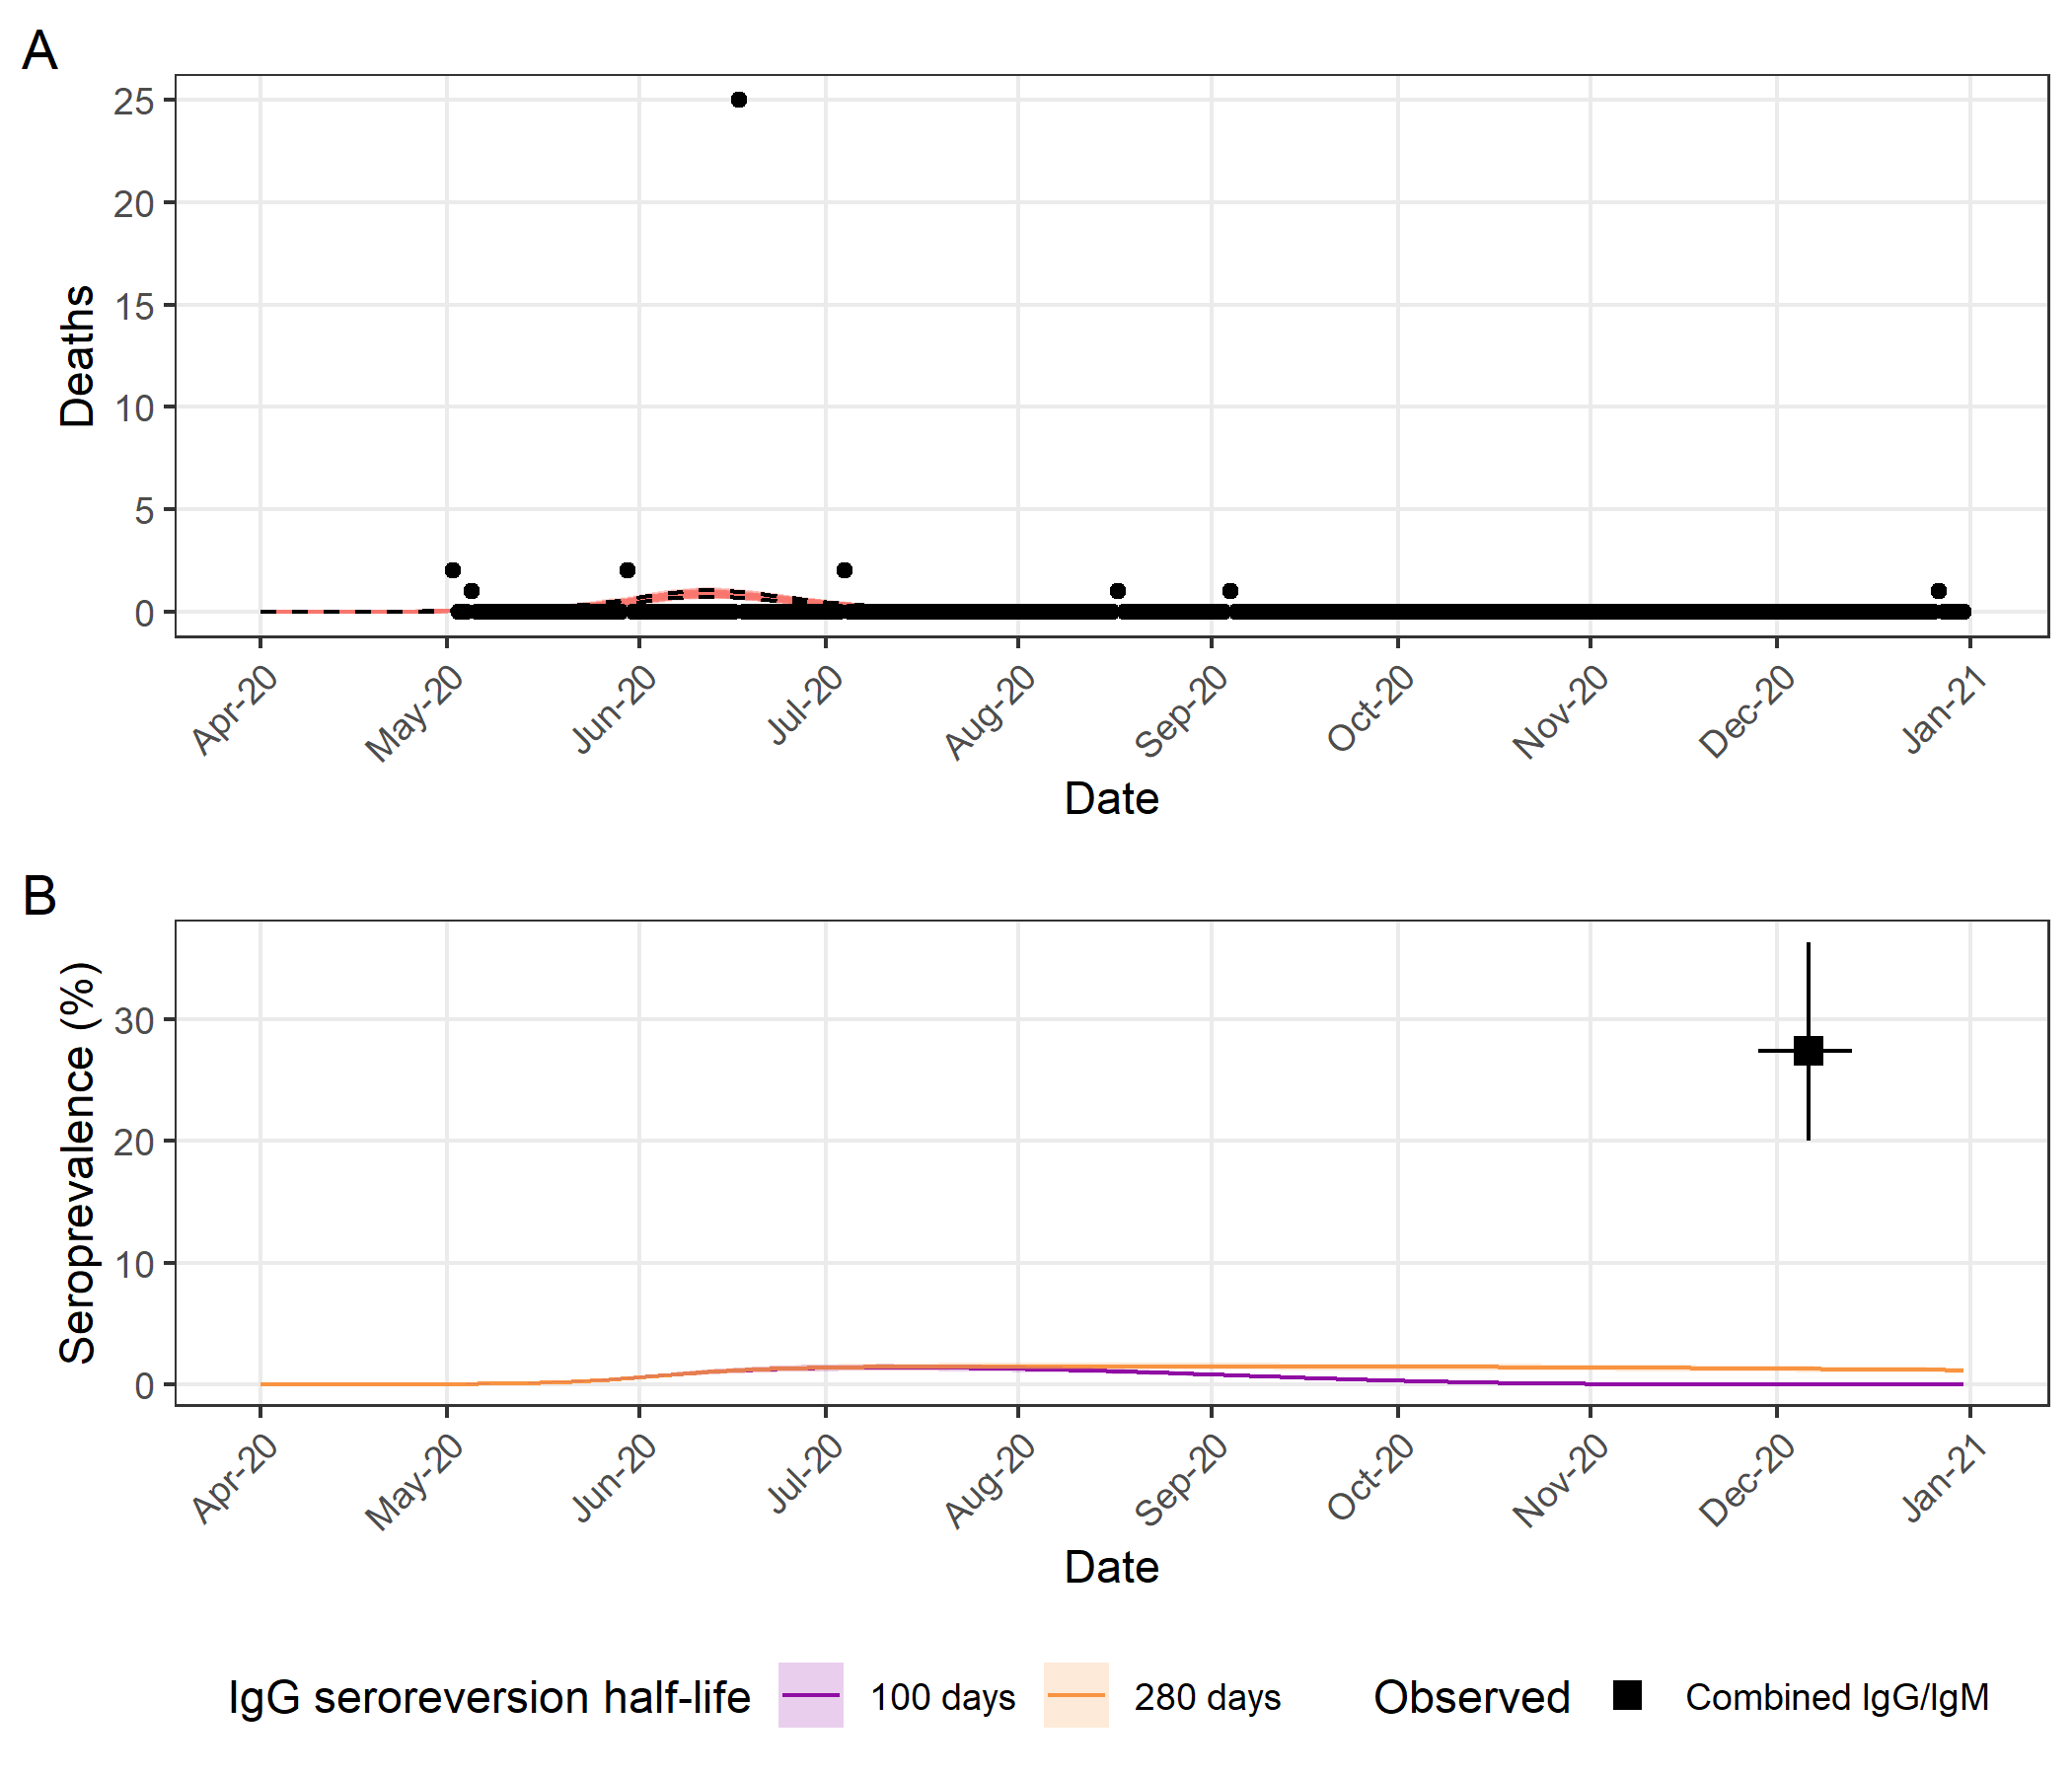 A
Deaths
25
20
15
10
5
0
Apr-20 May-20 Jun-20 Jul-20 Aug-20 Sep-20 Oct-20 Nov-20 Dec-20 Jan-21
Date
B
Seroprevalence (%)
30
20
10
0
Apr-20 May-20 Jun-20 Jul-20 Aug-20 Sep-20 Oct-20 Nov-20 Dec-20 Jan-21
Date
IgG seroreversion half-life 100 days 280 days Observed Combined IgG/IgM